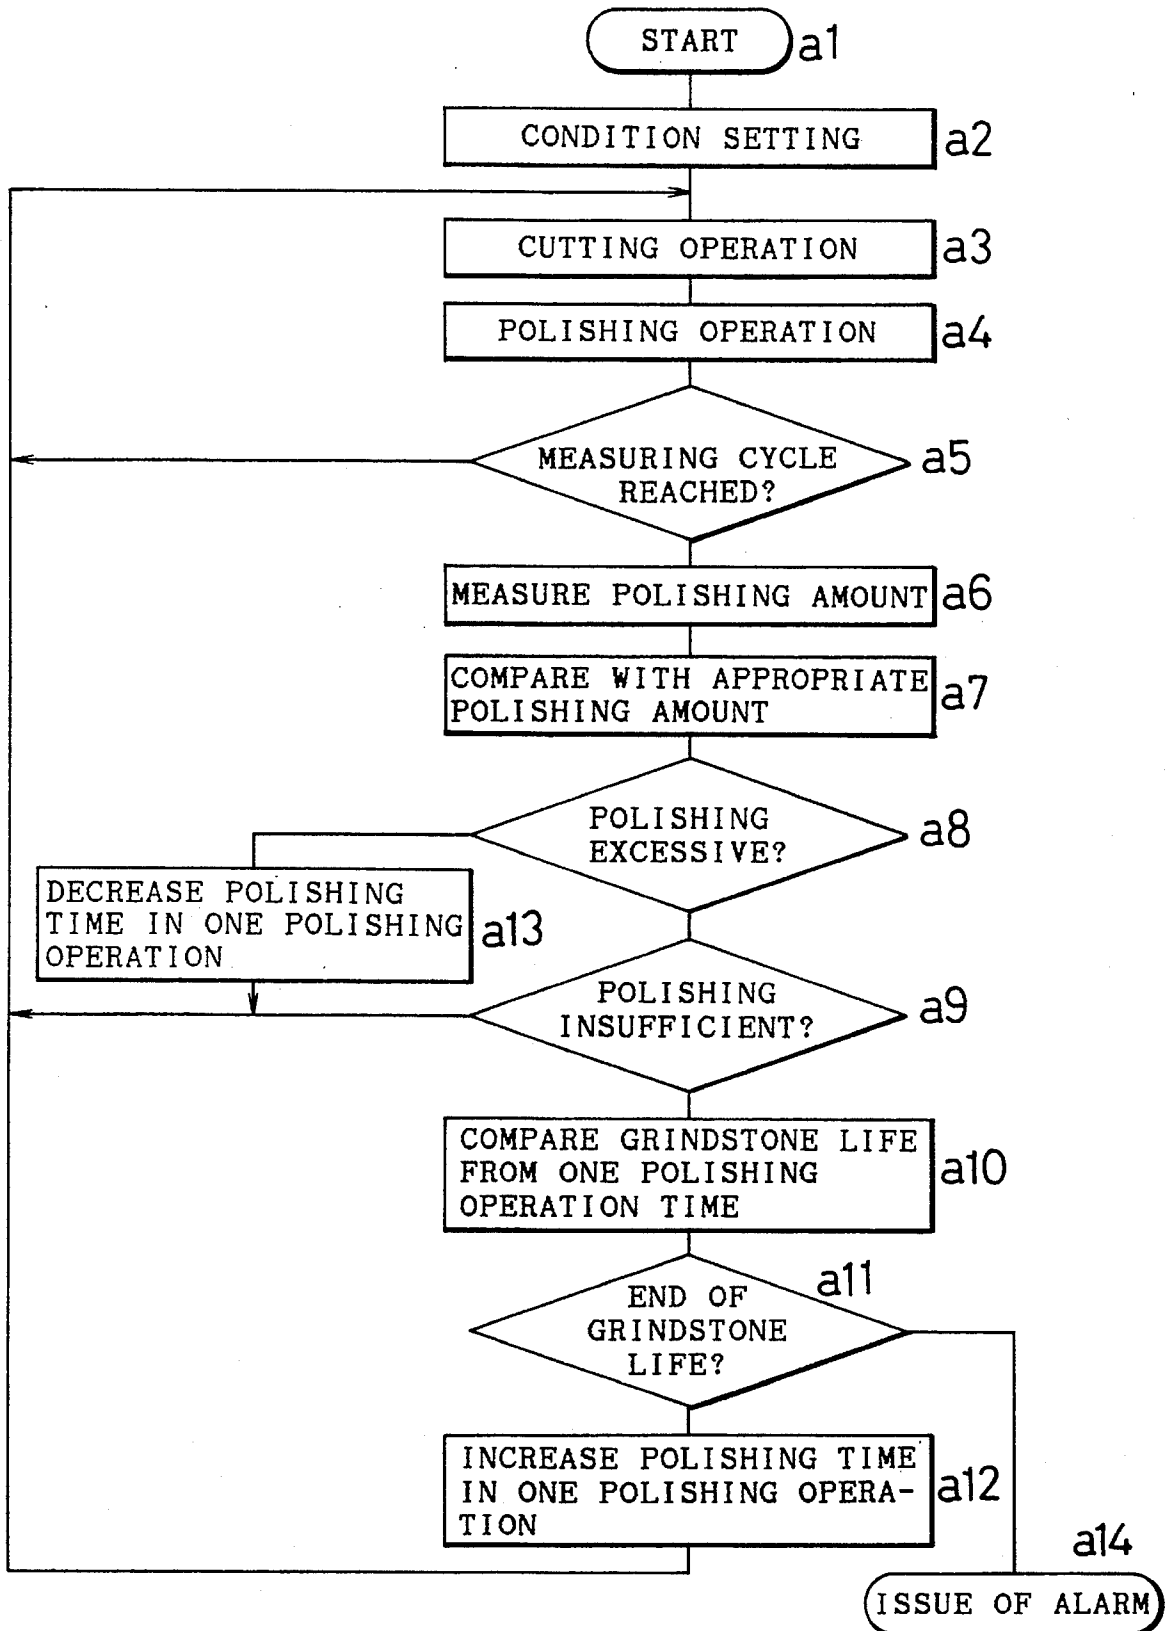 START
a1
CONDITION SETTING
a2
CUTTING OPERATION
a3
POLISHING OPERATION
a4
MEASURING CYCLE
REACHED?
a5
MEASURE POLISHING AMOUNT
a6
COMPARE WITH APPROPRIATE
POLISHING AMOUNT
a7
POLISHING
EXCESSIVE?
a8
DECREASE POLISHING
TIME IN ONE POLISHING
OPERATION
a13
POLISHING
INSUFFICIENT?
a9
COMPARE GRINDSTONE LIFE
FROM ONE POLISHING
OPERATION TIME
a10
END OF
GRINDSTONE
LIFE?
a11
INCREASE POLISHING TIME
IN ONE POLISHING OPERA-
TION
a12
a14
ISSUE OF ALARM